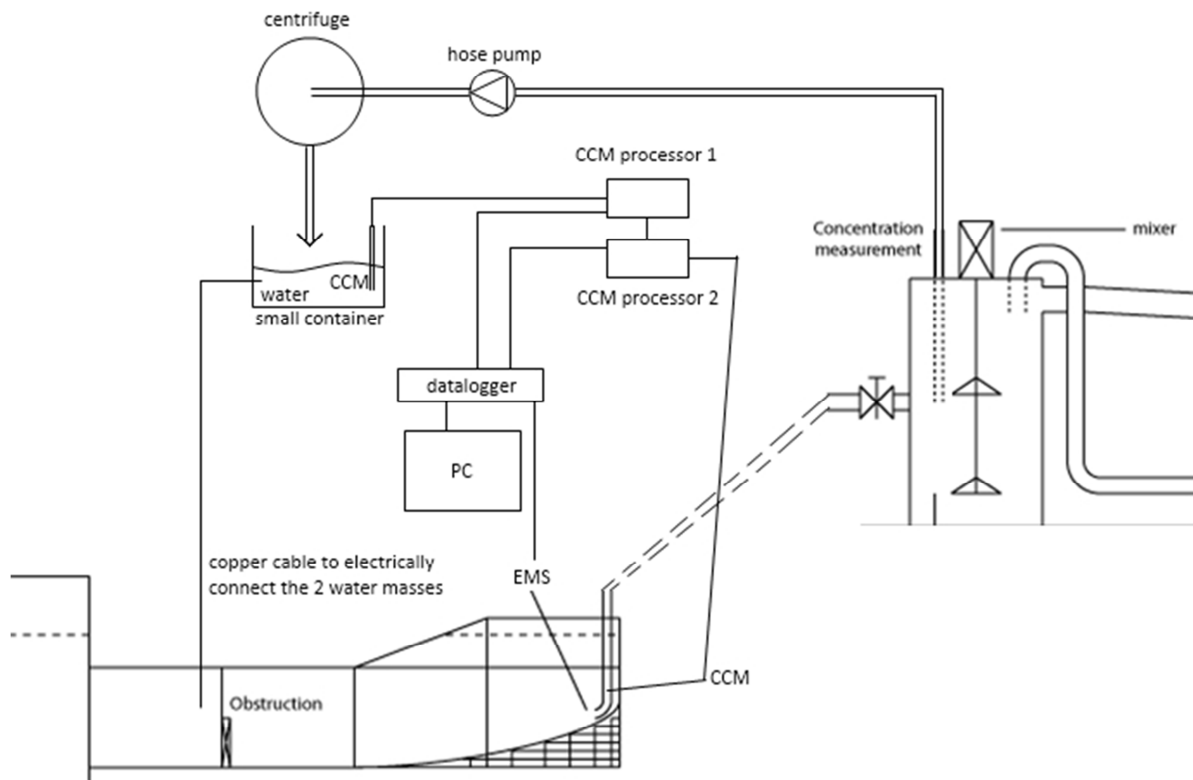 centrifuge
hose pump
CCM processor 1
Concentration
measurement
mixer
CCM
water
small container
CCM processor 2
datalogger
PC
copper cable to electrically
connect the 2 water masses
EMS
CCM
Obstruction